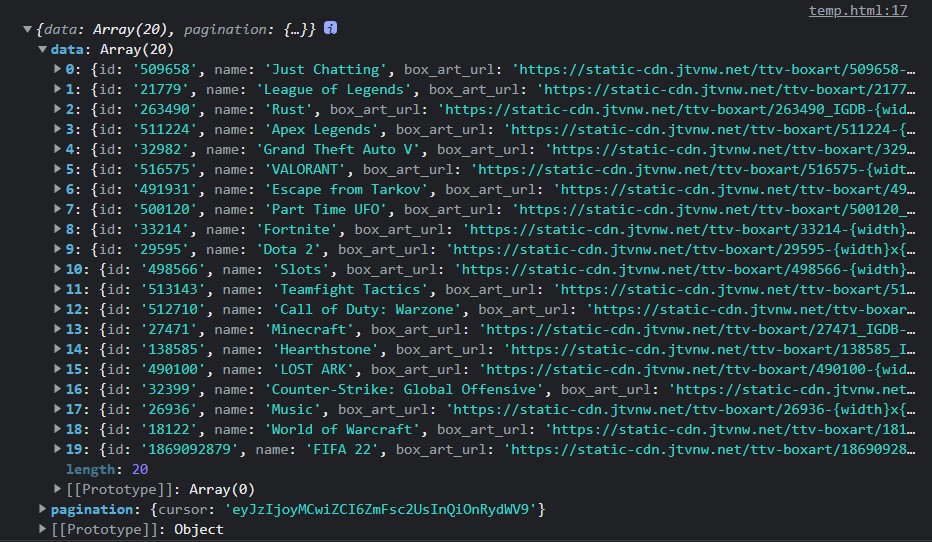 temp.html:17
▼{data: Array(20), pagination: {…}} i
▼data: Array(20)
▶0: {id: '509658', name: 'Just Chatting', box_art_url: 'https://static-cdn.jtvnw.net/ttv-boxart/509658-…
▶1: {id: '21779', name: 'League of Legends', box_art_url: 'https://static-cdn.jtvnw.net/ttv-boxart/2177…
▶2: {id: '263490', name: 'Rust', box_art_url: 'https://static-cdn.jtvnw.net/ttv-boxart/263490_IGDB-{wid…
▶3: {id: '511224', name: 'Apex Legends', box_art_url: 'https://static-cdn.jtvnw.net/ttv-boxart/511224-{…
▶4: {id: '32982', name: 'Grand Theft Auto V', box_art_url: 'https://static-cdn.jtvnw.net/ttv-boxart/329…
▶5: {id: '516575', name: 'VALORANT', box_art_url: 'https://static-cdn.jtvnw.net/ttv-boxart/516575-{widt…
▶6: {id: '491931', name: 'Escape from Tarkov', box_art_url: 'https://static-cdn.jtvnw.net/ttv-boxart/49…
▶7: {id: '500120', name: 'Part Time UFO', box_art_url: 'https://static-cdn.jtvnw.net/ttv-boxart/500120_…
▶8: {id: '33214', name: 'Fortnite', box_art_url: 'https://static-cdn.jtvnw.net/ttv-boxart/33214-{width}…
▶9: {id: '29595', name: 'Dota 2', box_art_url: 'https://static-cdn.jtvnw.net/ttv-boxart/29595-{width}x{…
▶10: {id: '498566', name: 'Slots', box_art_url: 'https://static-cdn.jtvnw.net/ttv-boxart/498566-{width}…
▶11: {id: '513143', name: 'Teamfight Tactics', box_art_url: 'https://static-cdn.jtvnw.net/ttv-boxart/51…
▶12: {id: '512710', name: 'Call of Duty: Warzone', box_art_url: 'https://static-cdn.jtvnw.net/ttv-boxar…
▶13: {id: '27471', name: 'Minecraft', box_art_url: 'https://static-cdn.jtvnw.net/ttv-boxart/27471_IGDB-…
▶14: {id: '138585', name: 'Hearthstone', box_art_url: 'https://static-cdn.jtvnw.net/ttv-boxart/138585_I…
▶15: {id: '490100', name: 'LOST ARK', box_art_url: 'https://static-cdn.jtvnw.net/ttv-boxart/490100-{wid…
▶16: {id: '32399', name: 'Counter-Strike: Global Offensive', box_art_url: 'https://static-cdn.jtvnw.net…
▶17: {id: '26936', name: 'Music', box_art_url: 'https://static-cdn.jtvnw.net/ttv-boxart/26936-{width}x{…
▶18: {id: '18122', name: 'World of Warcraft', box_art_url: 'https://static-cdn.jtvnw.net/ttv-boxart/181…
▶19: {id: '1869092879', name: 'FIFA 22', box_art_url: 'https://static-cdn.jtvnw.net/ttv-boxart/18690928…
length: 20
▶[[Prototype]]: Array(0)
▶pagination: {cursor: 'eyJzIjoyMCwiZCI6ZmFsc2UsInQiOnRydWV9'}
▶[[Prototype]]: Object